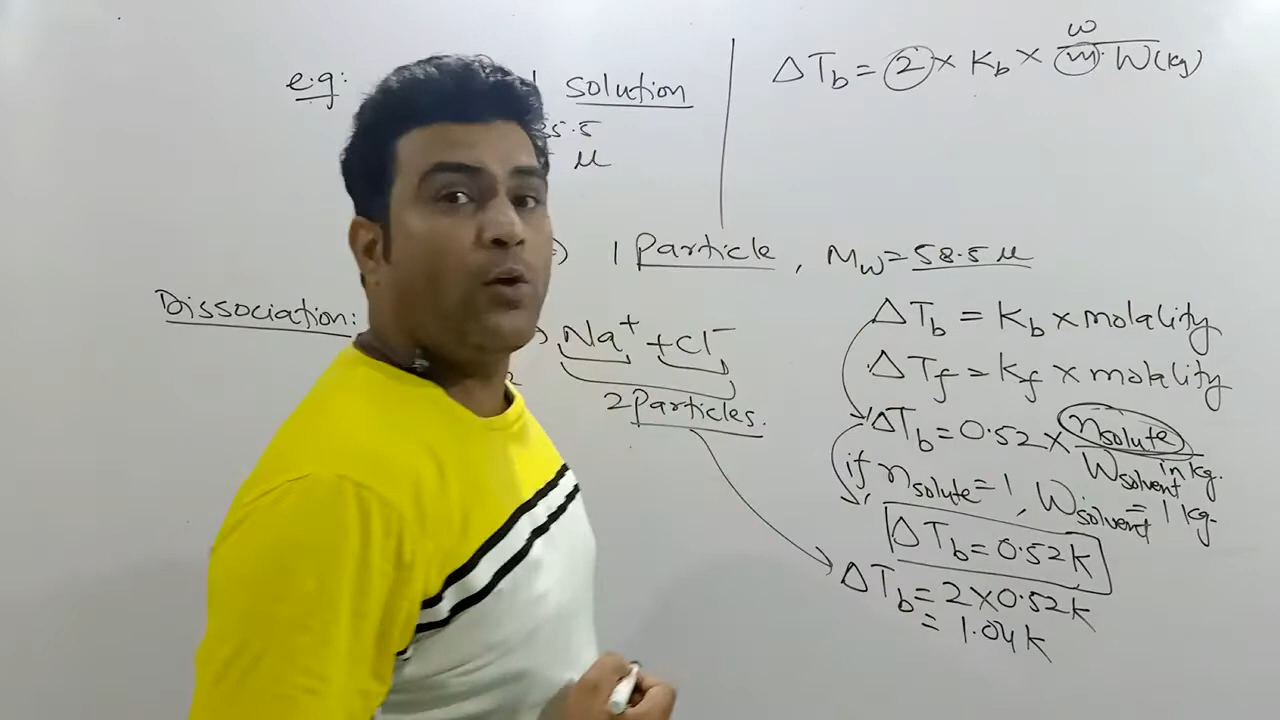 e.g: solution
35.5
u
1 Particle, Mw = 58.5 u
Dissociation: Na⁺ + Cl⁻
2 Particles.
ΔTb = 2 × Kb × w / m · W(kg)
ΔTb = Kb × molality
ΔTf = Kf × molality
ΔTb = 0.52 × nsolute / Wsolvent in kg.
if nsolute = 1, Wsolvent = 1 kg.
ΔTb = 0.52 K
ΔTb = 2 × 0.52 K
= 1.04 K